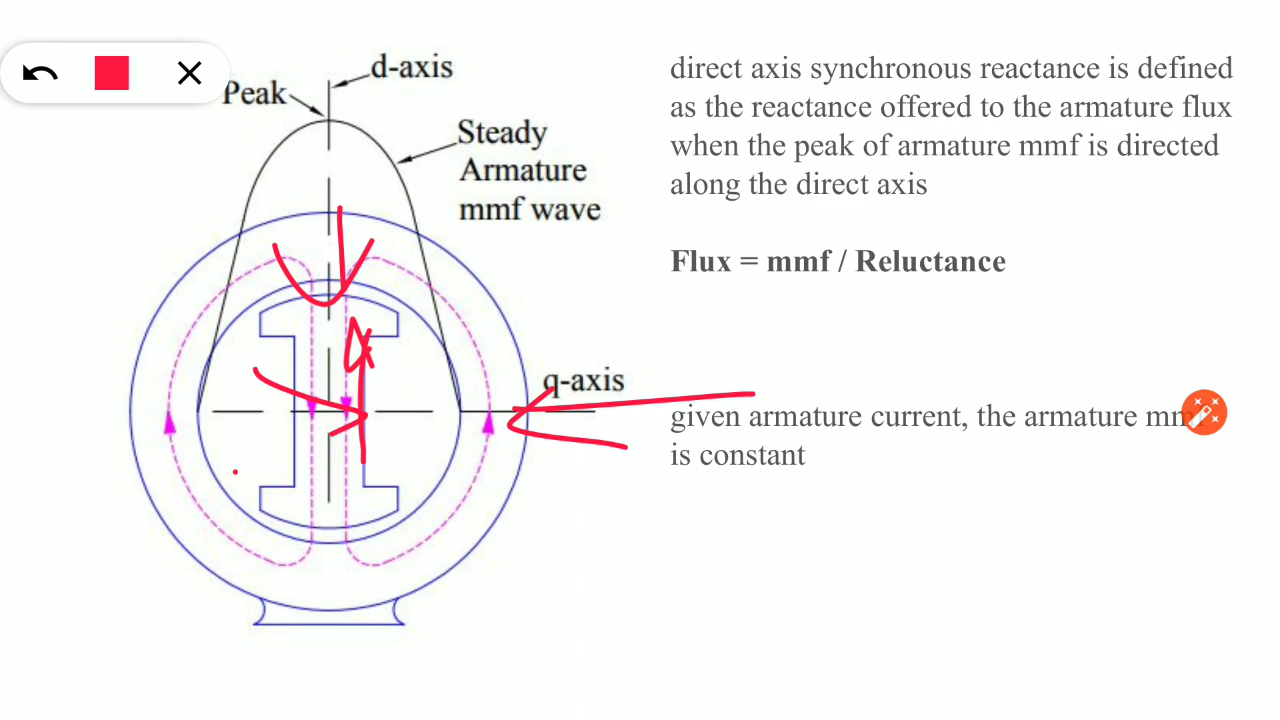 d-axis
Peak
Steady
Armature
mmf wave
q-axis
direct axis synchronous reactance is defined
as the reactance offered to the armature flux
when the peak of armature mmf is directed
along the direct axis
Flux = mmf / Reluctance
given armature current, the armature mmf
is constant